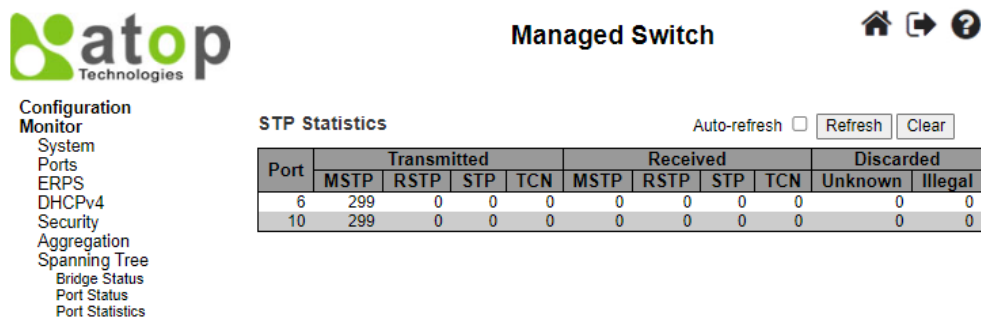 atop
Technologies
Managed Switch
Configuration
Monitor
System
Ports
ERPS
DHCPv4
Security
Aggregation
Spanning Tree
Bridge Status
Port Status
Port Statistics
STP Statistics
Auto-refresh Refresh Clear
Port Transmitted Received Discarded
MSTP RSTP STP TCN MSTP RSTP STP TCN Unknown Illegal
6 299 0 0 0 0 0 0 0 0 0
10 299 0 0 0 0 0 0 0 0 0